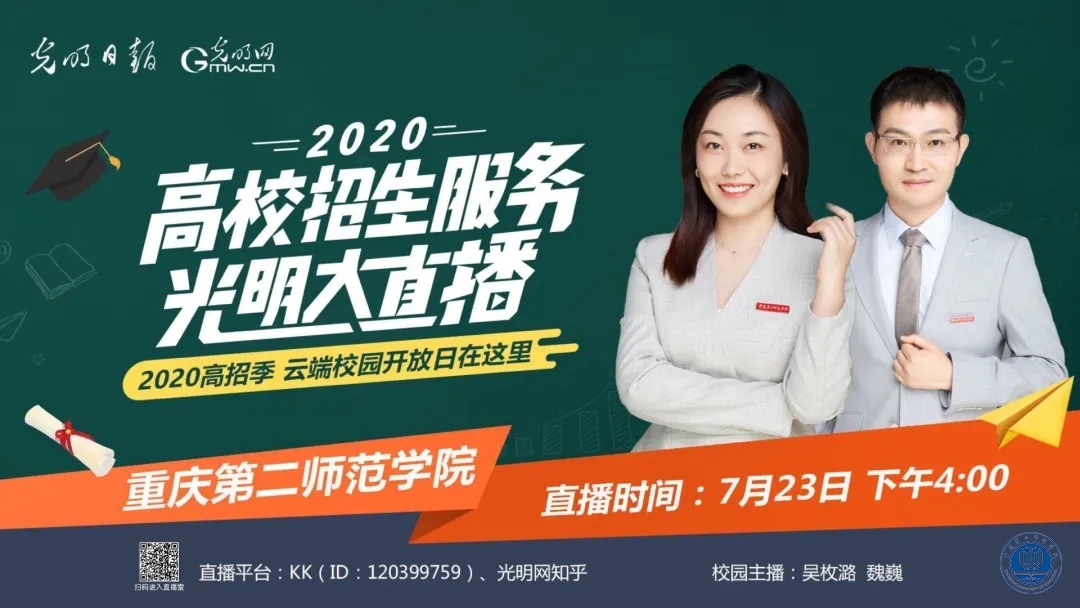 光明日报 光明网
Gmw.cn
2020
高校招生服务
光明大直播
2020高招季 云端校园开放日在这里
重庆第二师范学院
直播时间：7月23日 下午4:00
扫码进入直播室
直播平台：KK（ID：120399759）、光明网知乎
校园主播：吴枚潞 魏巍